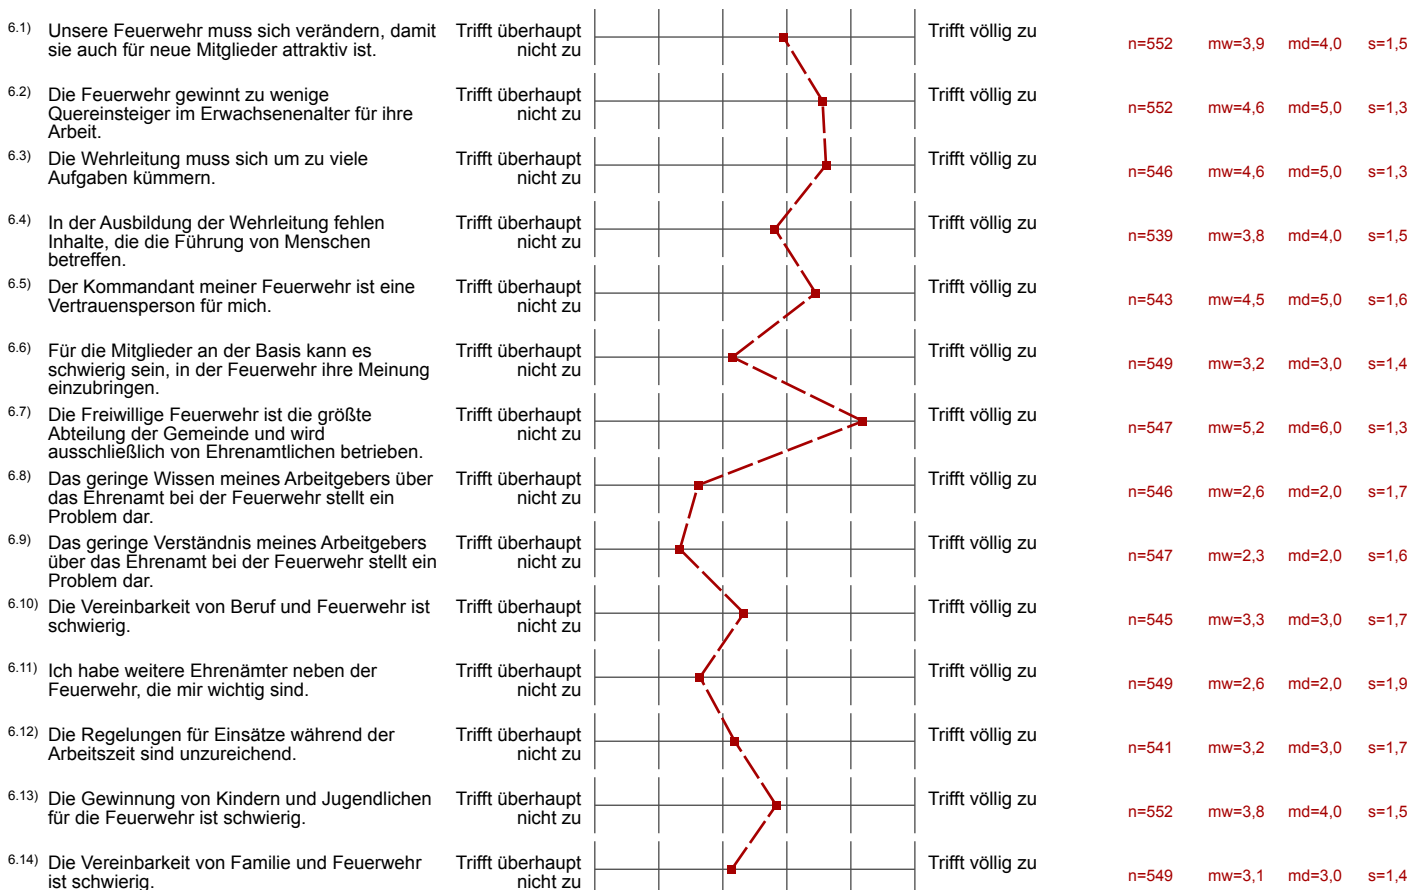 6.1) Unsere Feuerwehr muss sich verändern, damit
sie auch für neue Mitglieder attraktiv ist.
Trifft überhaupt
nicht zu
Trifft völlig zu
n=552 mw=3,9 md=4,0 s=1,5
6.2) Die Feuerwehr gewinnt zu wenige
Quereinsteiger im Erwachsenenalter für ihre
Arbeit.
Trifft überhaupt
nicht zu
Trifft völlig zu
n=552 mw=4,6 md=5,0 s=1,3
6.3) Die Wehrleitung muss sich um zu viele
Aufgaben kümmern.
Trifft überhaupt
nicht zu
Trifft völlig zu
n=546 mw=4,6 md=5,0 s=1,3
6.4) In der Ausbildung der Wehrleitung fehlen
Inhalte, die die Führung von Menschen
betreffen.
Trifft überhaupt
nicht zu
Trifft völlig zu
n=539 mw=3,8 md=4,0 s=1,5
6.5) Der Kommandant meiner Feuerwehr ist eine
Vertrauensperson für mich.
Trifft überhaupt
nicht zu
Trifft völlig zu
n=543 mw=4,5 md=5,0 s=1,6
6.6) Für die Mitglieder an der Basis kann es
schwierig sein, in der Feuerwehr ihre Meinung
einzubringen.
Trifft überhaupt
nicht zu
Trifft völlig zu
n=549 mw=3,2 md=3,0 s=1,4
6.7) Die Freiwillige Feuerwehr ist die größte
Abteilung der Gemeinde und wird
ausschließlich von Ehrenamtlichen betrieben.
Trifft überhaupt
nicht zu
Trifft völlig zu
n=547 mw=5,2 md=6,0 s=1,3
6.8) Das geringe Wissen meines Arbeitgebers über
das Ehrenamt bei der Feuerwehr stellt ein
Problem dar.
Trifft überhaupt
nicht zu
Trifft völlig zu
n=546 mw=2,6 md=2,0 s=1,7
6.9) Das geringe Verständnis meines Arbeitgebers
über das Ehrenamt bei der Feuerwehr stellt ein
Problem dar.
Trifft überhaupt
nicht zu
Trifft völlig zu
n=547 mw=2,3 md=2,0 s=1,6
6.10) Die Vereinbarkeit von Beruf und Feuerwehr ist
schwierig.
Trifft überhaupt
nicht zu
Trifft völlig zu
n=545 mw=3,3 md=3,0 s=1,7
6.11) Ich habe weitere Ehrenämter neben der
Feuerwehr, die mir wichtig sind.
Trifft überhaupt
nicht zu
Trifft völlig zu
n=549 mw=2,6 md=2,0 s=1,9
6.12) Die Regelungen für Einsätze während der
Arbeitszeit sind unzureichend.
Trifft überhaupt
nicht zu
Trifft völlig zu
n=541 mw=3,2 md=3,0 s=1,7
6.13) Die Gewinnung von Kindern und Jugendlichen
für die Feuerwehr ist schwierig.
Trifft überhaupt
nicht zu
Trifft völlig zu
n=552 mw=3,8 md=4,0 s=1,5
6.14) Die Vereinbarkeit von Familie und Feuerwehr
ist schwierig.
Trifft überhaupt
nicht zu
Trifft völlig zu
n=549 mw=3,1 md=3,0 s=1,4